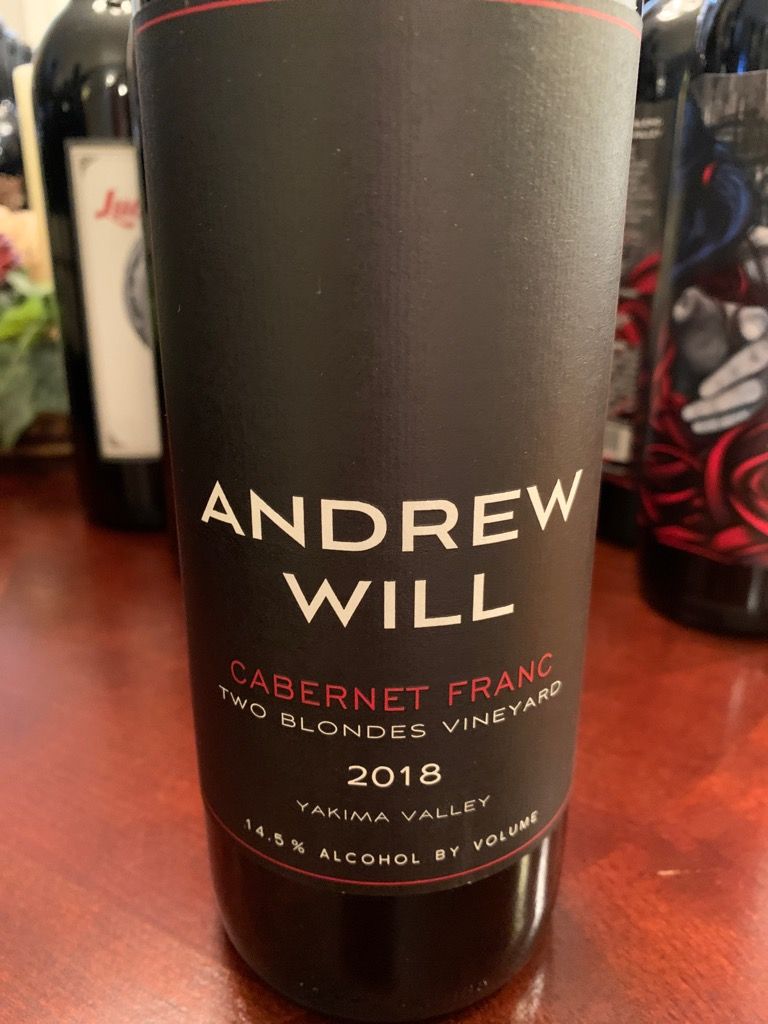 ANDREW
WILL
CABERNET FRANC
TWO BLONDES VINEYARD
2018
YAKIMA VALLEY
14.5% ALCOHOL BY VOLUME